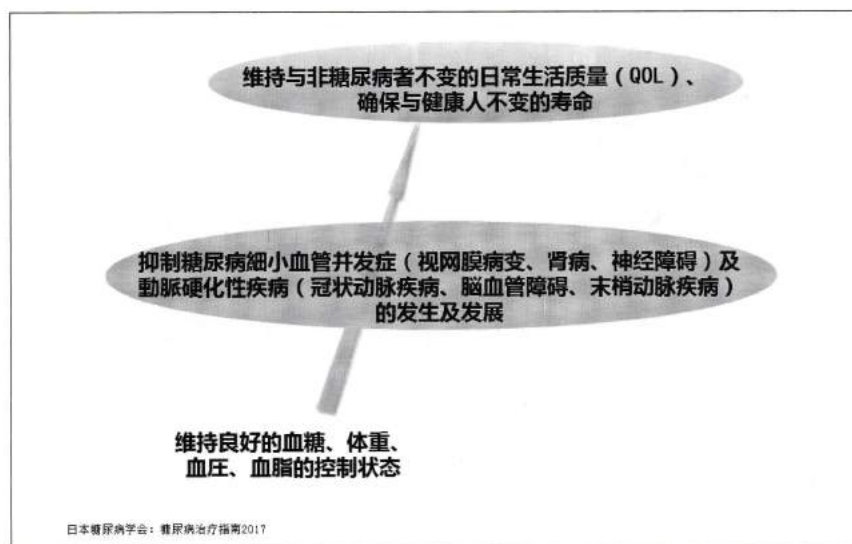 维持与非糖尿病者不变的日常生活质量（QOL）、
确保与健康人不变的寿命
抑制糖尿病細小血管并发症（视网膜病变、肾病、神经障碍）及
動脈硬化性疾病（冠状动脉疾病、脳血管障碍、末梢动脉疾病）
的发生及发展
维持良好的血糖、体重、
血圧、血脂的控制状态
日本糖尿病学会：糖尿病治疗指南2017